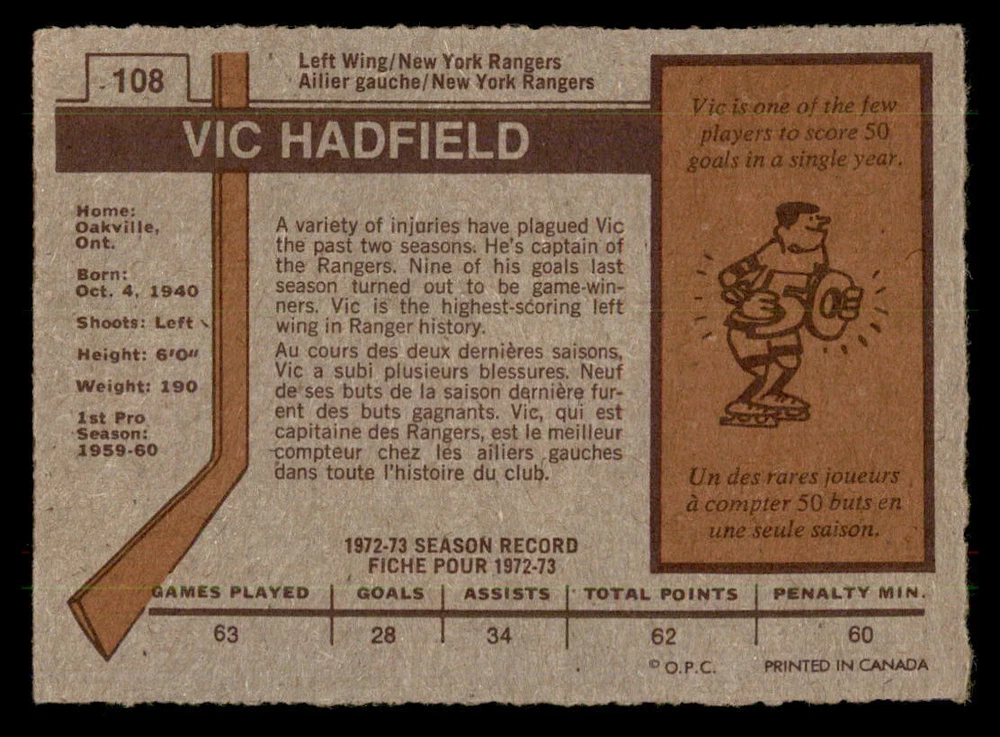 108
Left Wing/New York Rangers
Ailier gauche/New York Rangers
VIC HADFIELD
Home:
Oakville,
Ont.
Born:
Oct. 4, 1940
Shoots: Left
Height: 6'0"
Weight: 190
1st Pro
Season:
1959-60
A variety of injuries have plagued Vic
the past two seasons. He's captain of
the Rangers. Nine of his goals last
season turned out to be game-win-
ners. Vic is the highest-scoring left
wing in Ranger history.
Au cours des deux dernières saisons,
Vic a subi plusieurs blessures. Neuf
de ses buts de la saison dernière fur-
ent des buts gagnants. Vic, qui est
capitaine des Rangers, est le meilleur
compteur chez les ailiers gauches
dans toute l'histoire du club.
Vic is one of the few
players to score 50
goals in a single year.
Un des rares joueurs
à compter 50 buts en
une seule saison.
1972-73 SEASON RECORD
FICHE POUR 1972-73
GAMES PLAYED GOALS ASSISTS TOTAL POINTS PENALTY MIN.
63 28 34 62 60
© O.P.C. PRINTED IN CANADA